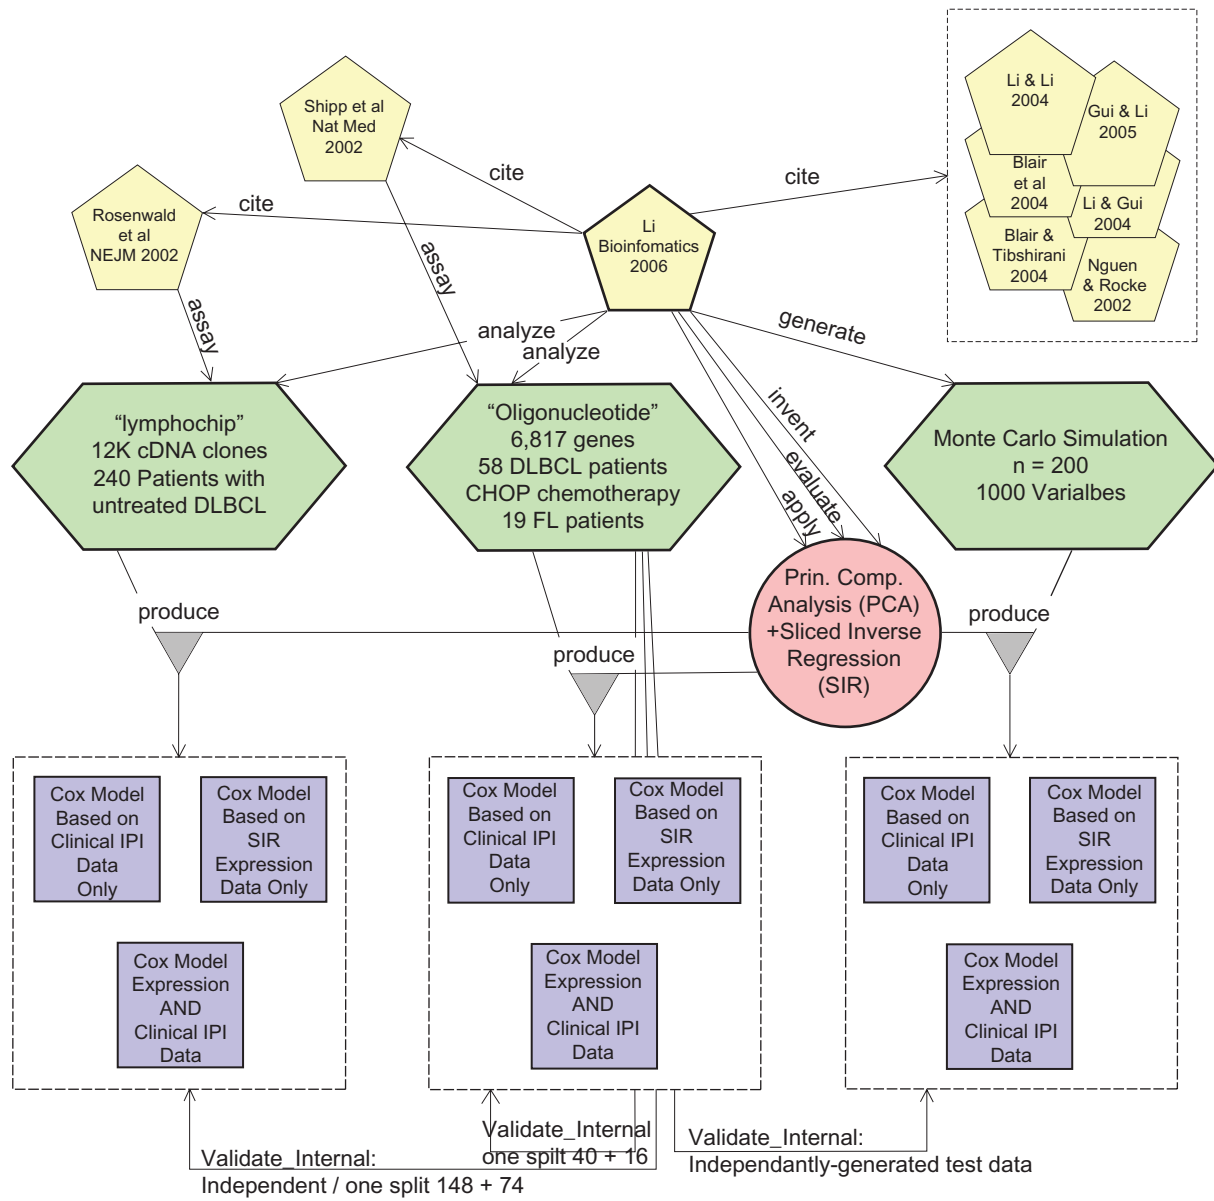 Shipp et al
Nat Med
2002
Li & Li
2004
Gui & Li
2005
Blair
et al
2004
Li & Gui
2004
Blair &
Tibshirani
2004
Nguen
& Rocke
2002
cite
cite
cite
Rosenwald
et al
NEJM 2002
Li
Bioinfomatics
2006
assay
assay
analyze
analyze
generate
invent
evaluate
apply
“lymphochip”
12K cDNA clones
240 Patients with
untreated DLBCL
“Oligonucleotide”
6,817 genes
58 DLBCL patients
CHOP chemotherapy
19 FL patients
Monte Carlo Simulation
n = 200
1000 Varialbes
Prin. Comp.
Analysis (PCA)
+Sliced Inverse
Regression
(SIR)
produce
produce
produce
Cox Model
Based on
Clinical IPI
Data
Only
Cox Model
Based on
SIR
Expression
Data Only
Cox Model
Expression
AND
Clinical IPI
Data
Cox Model
Based on
Clinical IPI
Data
Only
Cox Model
Based on
SIR
Expression
Data Only
Cox Model
Expression
AND
Clinical IPI
Data
Cox Model
Based on
Clinical IPI
Data
Only
Cox Model
Based on
SIR
Expression
Data Only
Cox Model
Expression
AND
Clinical IPI
Data
Validate_Internal:
Independent / one split 148 + 74
Validate_Internal
one spilt 40 + 16
Validate_Internal:
Independantly-generated test data